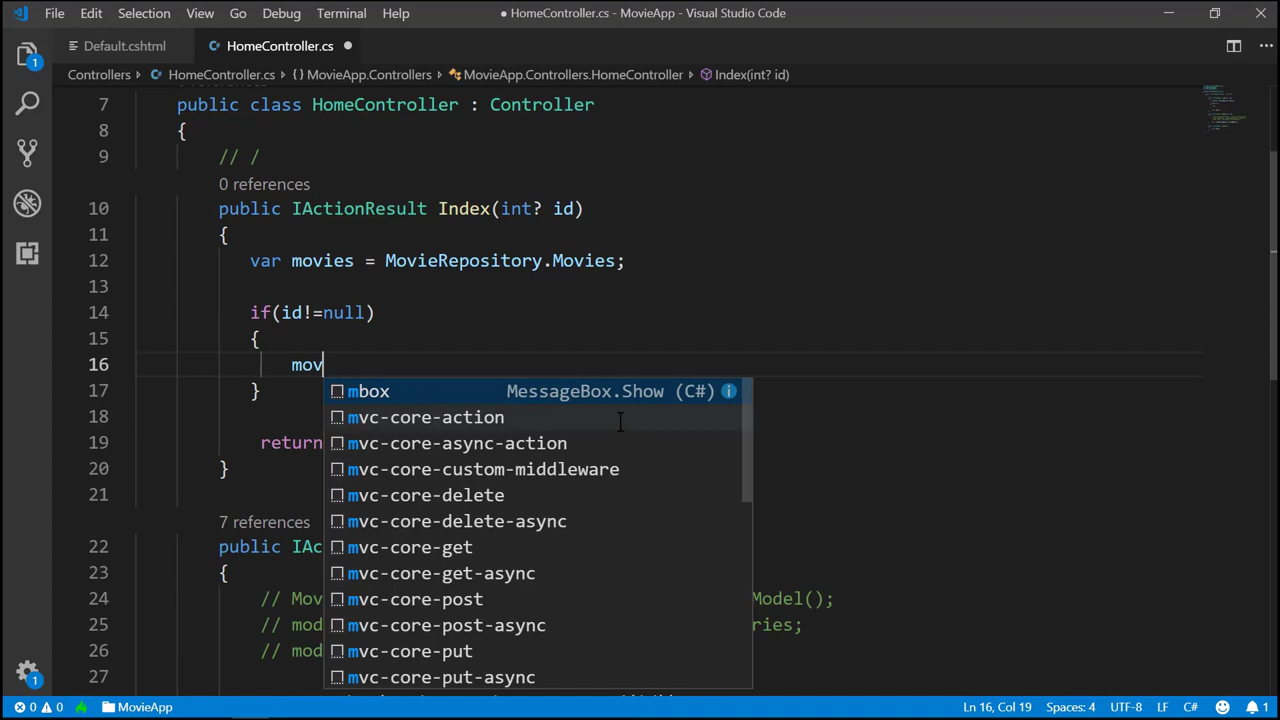 File Edit Selection View Go Debug Terminal Help
● HomeController.cs - MovieApp - Visual Studio Code
Default.cshtml
HomeController.cs ●
Controllers HomeController.cs {} MovieApp.Controllers MovieApp.Controllers.HomeController Index(int? id)
7 public class HomeController : Controller
8 {
9 // /
0 references
10 public IActionResult Index(int? id)
11 {
12 var movies = MovieRepository.Movies;
13
14 if(id!=null)
15 {
16 mov
mbox MessageBox.Show (C#)
17 }
18 mvc-core-action
19 return mvc-core-async-action
20 } mvc-core-custom-middleware
21 mvc-core-delete
7 references mvc-core-delete-async
22 public IAc mvc-core-get
23 { mvc-core-get-async
24 // Mov mvc-core-post Model();
25 // mod mvc-core-post-async ries;
26 // mod mvc-core-put
27 mvc-core-put-async
1
1
0 0 MovieApp Ln 16, Col 19 Spaces: 4 UTF-8 LF C# 1